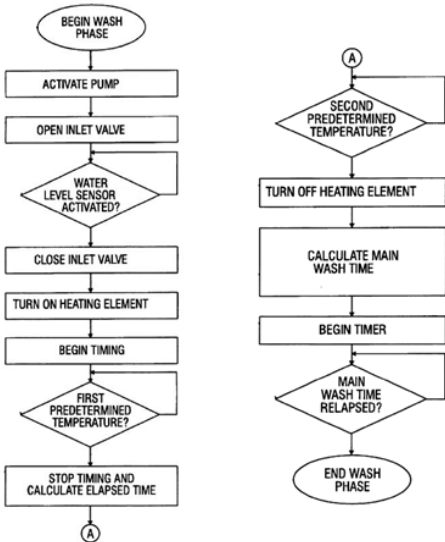 BEGIN WASH
PHASE
ACTIVATE PUMP
OPEN INLET VALVE
WATER
LEVEL SENSOR
ACTIVATED?
CLOSE INLET VALVE
TURN ON HEATING ELEMENT
BEGIN TIMING
FIRST
PREDETERMINED
TEMPERATURE?
STOP TIMING AND
CALCULATE ELAPSED TIME
A
A
SECOND
PREDETERMINED
TEMPERATURE?
TURN OFF HEATING ELEMENT
CALCULATE MAIN
WASH TIME
BEGIN TIMER
MAIN
WASH TIME
RELAPSED?
END WASH
PHASE